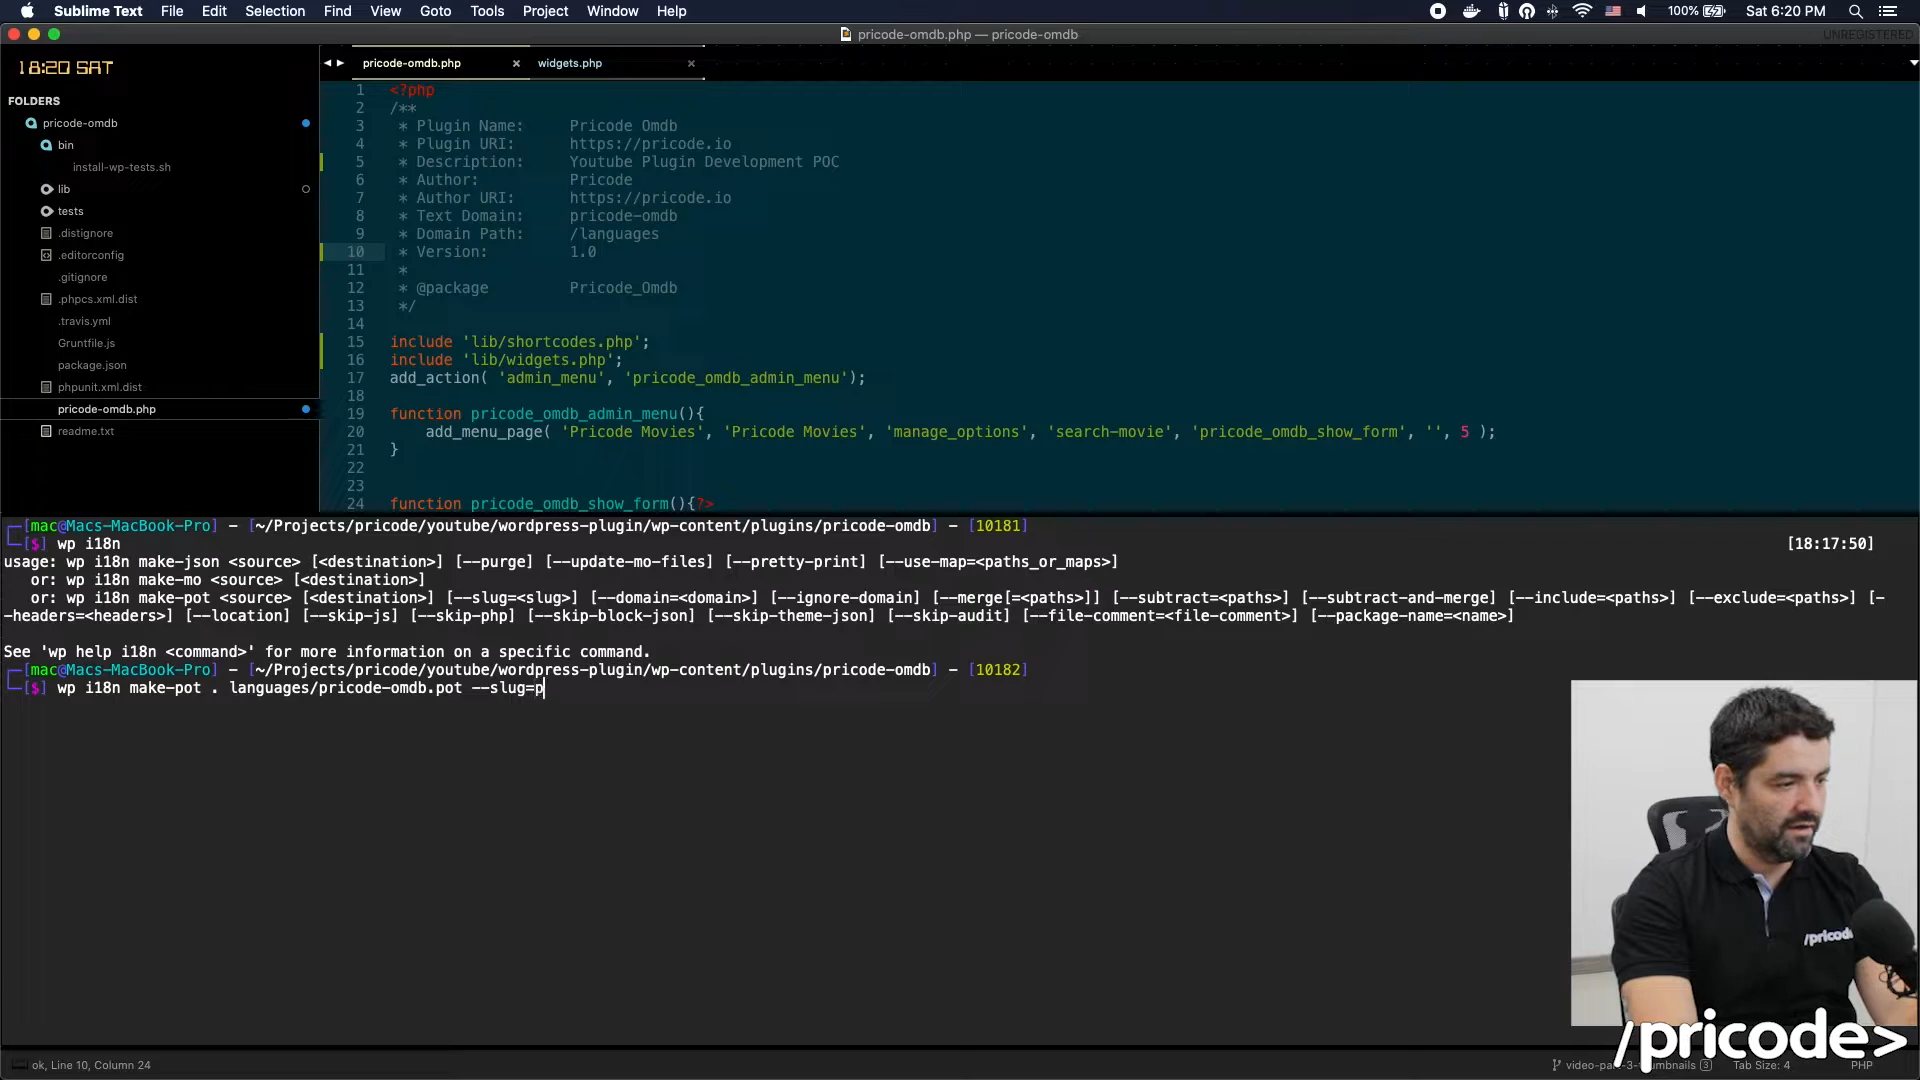 Sublime Text File Edit Selection Find View Goto Tools Project Window Help 100% Sat 6:20 PM
pricode-omdb.php — pricode-omdb UNREGISTERED
18:20 SAT
FOLDERS
pricode-omdb
bin
install-wp-tests.sh
lib
tests
.distignore
.editorconfig
.gitignore
.phpcs.xml.dist
.travis.yml
Gruntfile.js
package.json
phpunit.xml.dist
pricode-omdb.php
readme.txt
pricode-omdb.php × widgets.php ×
1 <?php
2 /**
3 * Plugin Name: Pricode Omdb
4 * Plugin URI: https://pricode.io
5 * Description: Youtube Plugin Development POC
6 * Author: Pricode
7 * Author URI: https://pricode.io
8 * Text Domain: pricode-omdb
9 * Domain Path: /languages
10 * Version: 1.0
11 *
12 * @package Pricode_Omdb
13 */
14
15 include 'lib/shortcodes.php';
16 include 'lib/widgets.php';
17 add_action( 'admin_menu', 'pricode_omdb_admin_menu');
18
19 function pricode_omdb_admin_menu(){
20 add_menu_page( 'Pricode Movies', 'Pricode Movies', 'manage_options', 'search-movie', 'pricode_omdb_show_form', '', 5 );
21 }
22
23
24 function pricode_omdb_show_form(){?>
[mac@Macs-MacBook-Pro] - [~/Projects/pricode/youtube/wordpress-plugin/wp-content/plugins/pricode-omdb] - [10181]
[$] wp i18n [18:17:50]
usage: wp i18n make-json <source> [<destination>] [--purge] [--update-mo-files] [--pretty-print] [--use-map=<paths_or_maps>]
or: wp i18n make-mo <source> [<destination>]
or: wp i18n make-pot <source> [<destination>] [--slug=<slug>] [--domain=<domain>] [--ignore-domain] [--merge[=<paths>]] [--subtract=<paths>] [--subtract-and-merge] [--include=<paths>] [--exclude=<paths>] [-
-headers=<headers>] [--location] [--skip-js] [--skip-php] [--skip-block-json] [--skip-theme-json] [--skip-audit] [--file-comment=<file-comment>] [--package-name=<name>]
See 'wp help i18n <command>' for more information on a specific command.
[mac@Macs-MacBook-Pro] - [~/Projects/pricode/youtube/wordpress-plugin/wp-content/plugins/pricode-omdb] - [10182]
[$] wp i18n make-pot . languages/pricode-omdb.pot --slug=p
/pricode
/pricode>
ok, Line 10, Column 24 3 Tab Size: 4 PHP